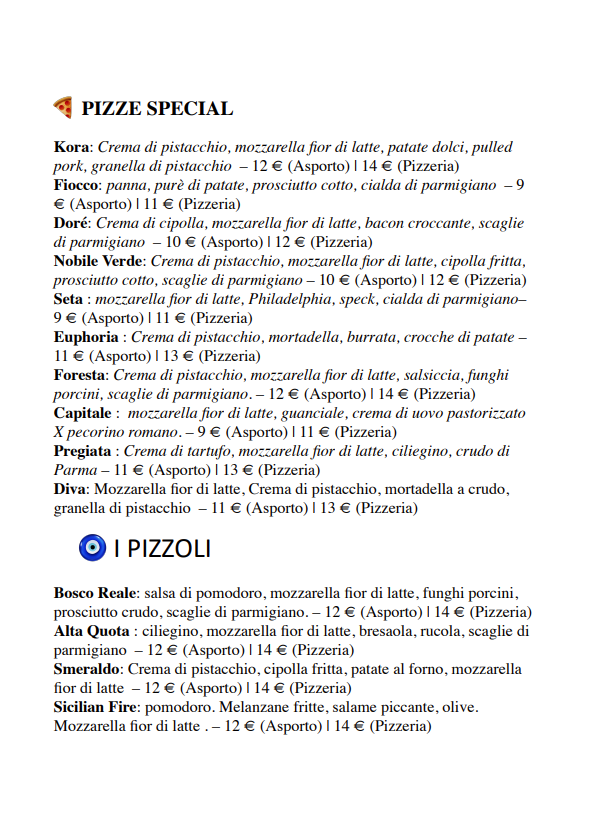 🍕 PIZZE SPECIAL
Kora: Crema di pistacchio, mozzarella fior di latte, patate dolci, pulled
pork, granella di pistacchio – 12 € (Asporto) | 14 € (Pizzeria)
Fiocco: panna, purè di patate, prosciutto cotto, cialda di parmigiano – 9
€ (Asporto) | 11 € (Pizzeria)
Doré: Crema di cipolla, mozzarella fior di latte, bacon croccante, scaglie
di parmigiano – 10 € (Asporto) | 12 € (Pizzeria)
Nobile Verde: Crema di pistacchio, mozzarella fior di latte, cipolla fritta,
prosciutto cotto, scaglie di parmigiano – 10 € (Asporto) | 12 € (Pizzeria)
Seta : mozzarella fior di latte, Philadelphia, speck, cialda di parmigiano–
9 € (Asporto) | 11 € (Pizzeria)
Euphoria : Crema di pistacchio, mortadella, burrata, crocche di patate –
11 € (Asporto) | 13 € (Pizzeria)
Foresta: Crema di pistacchio, mozzarella fior di latte, salsiccia, funghi
porcini, scaglie di parmigiano. – 12 € (Asporto) | 14 € (Pizzeria)
Capitale : mozzarella fior di latte, guanciale, crema di uovo pastorizzato
X pecorino romano. – 9 € (Asporto) | 11 € (Pizzeria)
Pregiata : Crema di tartufo, mozzarella fior di latte, ciliegino, crudo di
Parma – 11 € (Asporto) | 13 € (Pizzeria)
Diva: Mozzarella fior di latte, Crema di pistacchio, mortadella a crudo,
granella di pistacchio – 11 € (Asporto) | 13 € (Pizzeria)
🧿 I PIZZOLI
Bosco Reale: salsa di pomodoro, mozzarella fior di latte, funghi porcini,
prosciutto crudo, scaglie di parmigiano. – 12 € (Asporto) | 14 € (Pizzeria)
Alta Quota : ciliegino, mozzarella fior di latte, bresaola, rucola, scaglie di
parmigiano – 12 € (Asporto) | 14 € (Pizzeria)
Smeraldo: Crema di pistacchio, cipolla fritta, patate al forno, mozzarella
fior di latte – 12 € (Asporto) | 14 € (Pizzeria)
Sicilian Fire: pomodoro. Melanzane fritte, salame piccante, olive.
Mozzarella fior di latte . – 12 € (Asporto) | 14 € (Pizzeria)